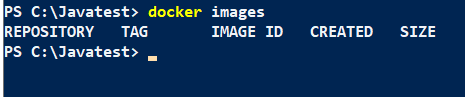 PS C:\Javatest> docker images
REPOSITORY   TAG       IMAGE ID   CREATED   SIZE
PS C:\Javatest>